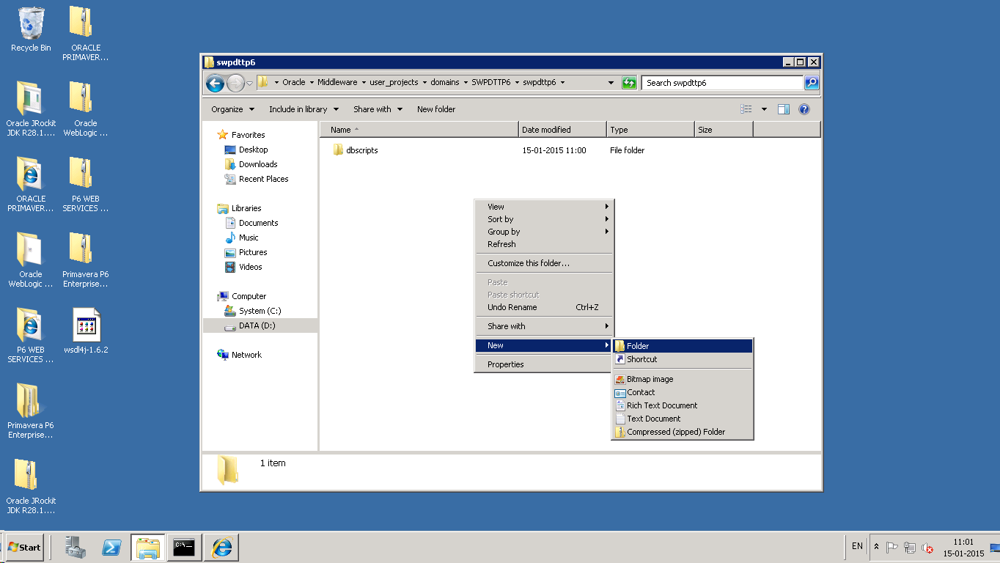 Recycle Bin
ORACLE
PRIMAVER...
Oracle JRockit
JDK R28.1....
Oracle
WebLogic ...
ORACLE
PRIMAVER...
P6 WEB
SERVICES ...
Oracle
WebLogic ...
Primavera P6
Enterprise...
P6 WEB
SERVICES ...
wsdl4j-1.6.2
Primavera P6
Enterprise...
Oracle JRockit
JDK R28.1....
swpdttp6
Oracle Middleware user_projects domains SWPDTTP6 swpdttp6
Search swpdttp6
Organize Include in library Share with New folder
Favorites
Desktop
Downloads
Recent Places
Libraries
Documents
Music
Pictures
Videos
Computer
System (C:)
DATA (D:)
Network
Name Date modified Type Size
dbscripts 15-01-2015 11:00 File folder
View
Sort by
Group by
Refresh
Customize this folder...
Paste
Paste shortcut
Undo Rename Ctrl+Z
Share with
New
Properties
Folder
Shortcut
Bitmap image
Contact
Rich Text Document
Text Document
Compressed (zipped) Folder
1 item
Start
C:\
EN
11:01
15-01-2015